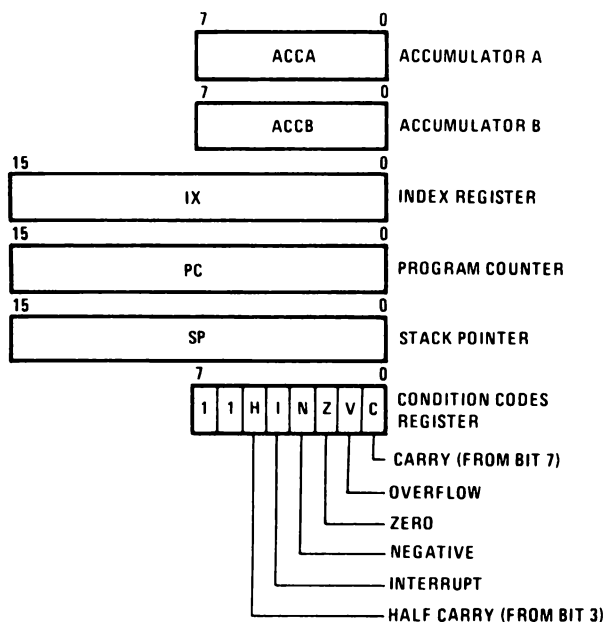 7 0
ACCA ACCUMULATOR A
7 0
ACCB ACCUMULATOR B
15 0
IX INDEX REGISTER
15 0
PC PROGRAM COUNTER
15 0
SP STACK POINTER
7 0
1 1 H I N Z V C CONDITION CODES
REGISTER
CARRY (FROM BIT 7)
OVERFLOW
ZERO
NEGATIVE
INTERRUPT
HALF CARRY (FROM BIT 3)